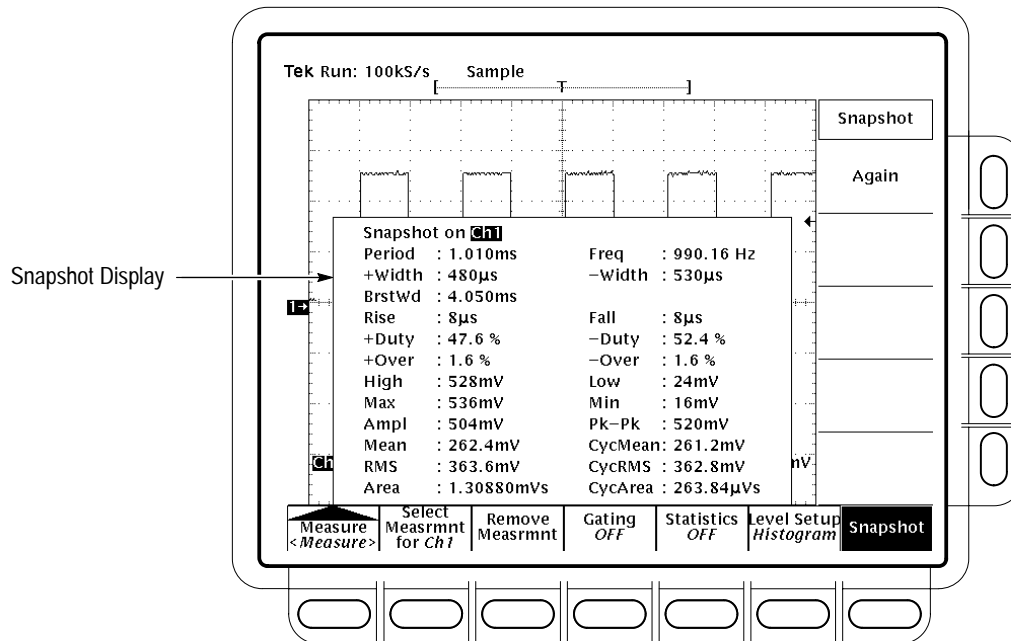 Tek Run: 100kS/s Sample
[ T ]
Snapshot
Again
Snapshot on Ch1
Period : 1.010ms Freq : 990.16 Hz
+Width : 480µs −Width : 530µs
Snapshot Display
BrstWd : 4.050ms
1→
Rise : 8µs Fall : 8µs
+Duty : 47.6 % −Duty : 52.4 %
+Over : 1.6 % −Over : 1.6 %
High : 528mV Low : 24mV
Max : 536mV Min : 16mV
Ampl : 504mV Pk−Pk : 520mV
Mean : 262.4mV CycMean: 261.2mV
Ch
RMS : 363.6mV CycRMS : 362.8mV
mV
Area : 1.30880mVs CycArea : 263.84µVs
Measure
<Measure>
Select
Measrmnt
for Ch1
Remove
Measrmnt
Gating
OFF
Statistics
OFF
Level Setup
Histogram
Snapshot